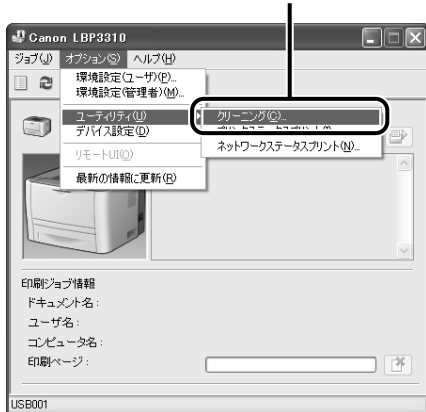 Canon LBP3310
ジョブ(J) オプション(S) ヘルプ(H)
環境設定(ユーザ)(P)...
環境設定(管理者)(M)...
ユーティリティ(U)
クリーニング(C)...
デバイス設定(D)
ネットワークステータスプリント(N)...
リモートUI(O)
最新の情報に更新(R)
印刷ジョブ情報
ドキュメント名:
ユーザ名:
コンピュータ名:
印刷ページ:
USB001